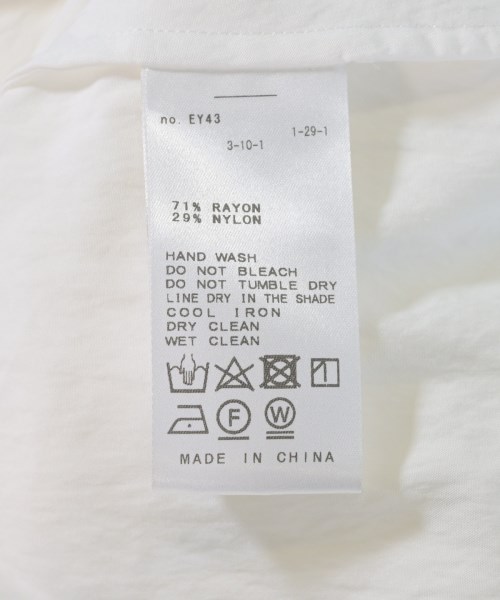 no. EY43
1-29-1
3-10-1
71% RAYON
29% NYLON
HAND WASH
DO NOT BLEACH
DO NOT TUMBLE DRY
LINE DRY IN THE SHADE
COOL IRON
DRY CLEAN
WET CLEAN
F W
MADE IN CHINA